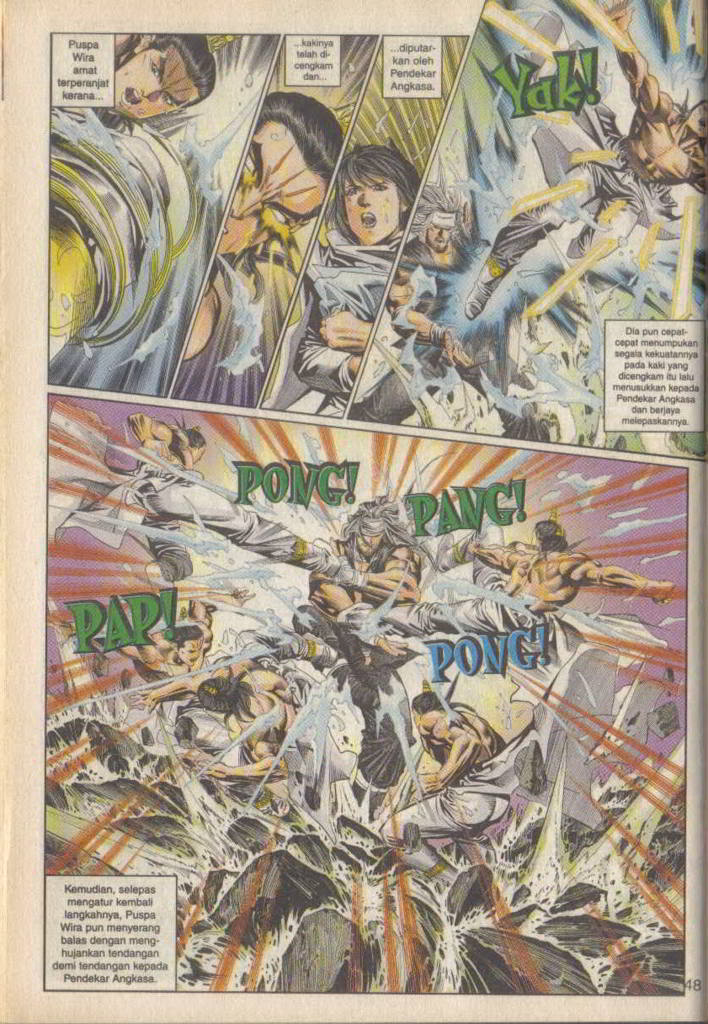 Puspa
Wira
amat
terperanjat
kerana...
...kakinya
telah di-
cengkam
dan...
...diputar-
kan oleh
Pendekar
Angkasa.
Yak!
Dia pun cepat-
cepat menumpukan
segala kekuatannya
pada kaki yang
dicengkam itu lalu
menusukkan kepada
Pendekar Angkasa
dan berjaya
melepaskannya.
PONG!
PANG!
PAP!
PONG!
Kemudian, selepas
mengatur kembali
langkahnya, Puspa
Wira pun menyerang
balas dengan meng-
hujankan tendangan
demi tendangan kepada
Pendekar Angkasa.
48